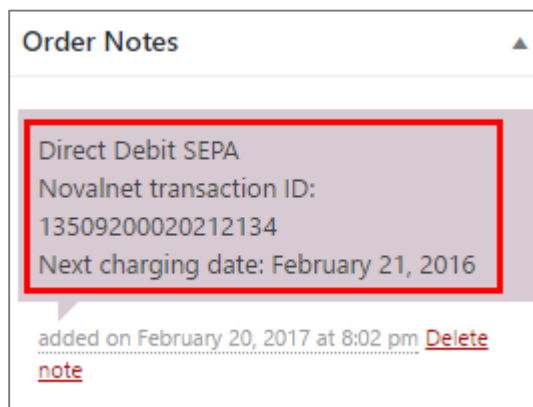 Order Notes
Direct Debit SEPA
Novalnet transaction ID:
13509200020212134
Next charging date: February 21, 2016
added on February 20, 2017 at 8:02 pm Delete
note